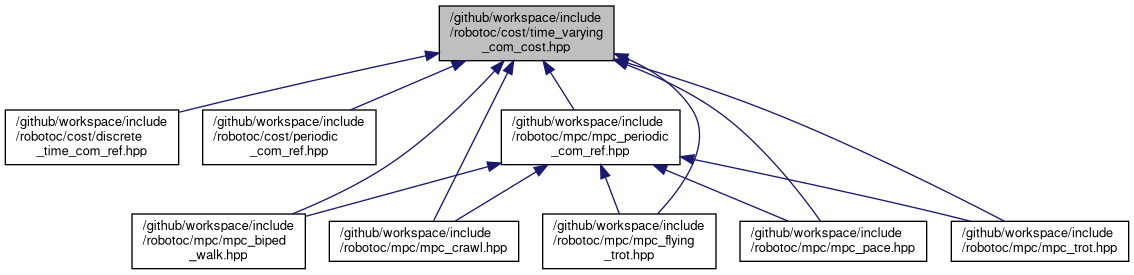 /github/workspace/include
/robotoc/cost/time_varying
_com_cost.hpp
/github/workspace/include
/robotoc/cost/discrete
_time_com_ref.hpp
/github/workspace/include
/robotoc/cost/periodic
_com_ref.hpp
/github/workspace/include
/robotoc/mpc/mpc_periodic
_com_ref.hpp
/github/workspace/include
/robotoc/mpc/mpc_biped
_walk.hpp
/github/workspace/include
/robotoc/mpc/mpc_crawl.hpp
/github/workspace/include
/robotoc/mpc/mpc_flying
_trot.hpp
/github/workspace/include
/robotoc/mpc/mpc_pace.hpp
/github/workspace/include
/robotoc/mpc/mpc_trot.hpp